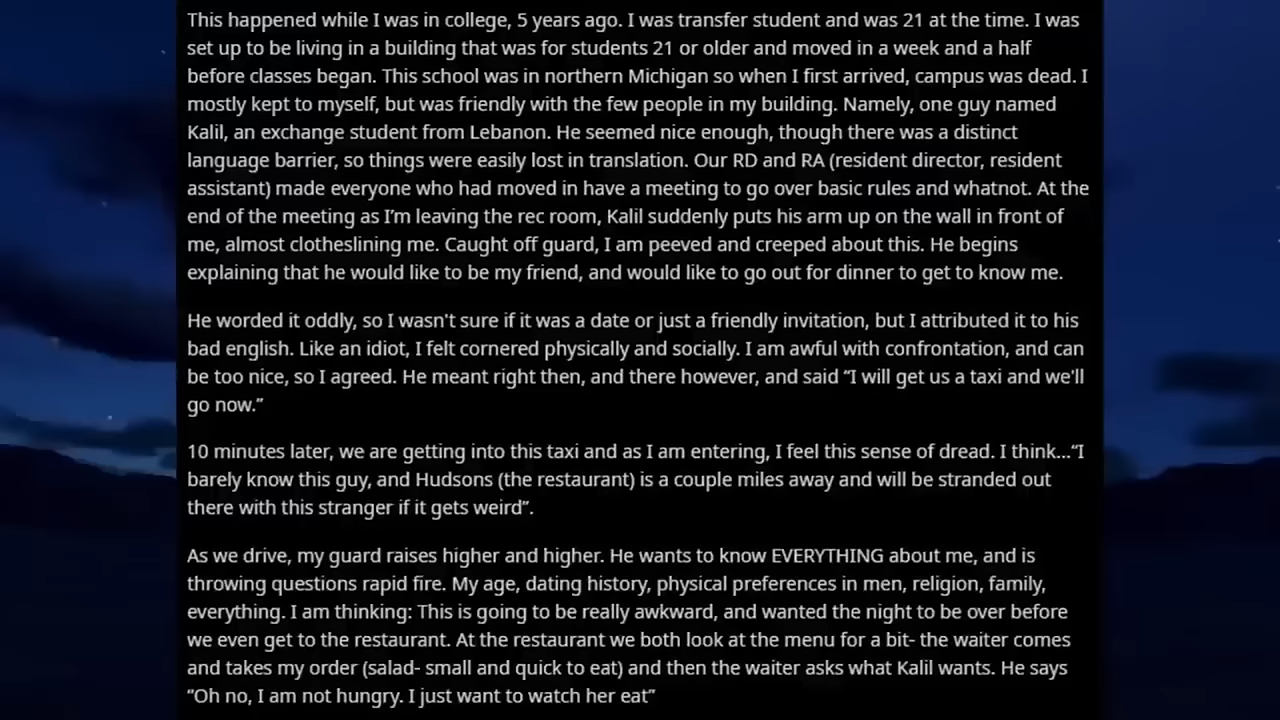 This happened while I was in college, 5 years ago. I was transfer student and was 21 at the time. I was
set up to be living in a building that was for students 21 or older and moved in a week and a half
before classes began. This school was in northern Michigan so when I first arrived, campus was dead. I
mostly kept to myself, but was friendly with the few people in my building. Namely, one guy named
Kalil, an exchange student from Lebanon. He seemed nice enough, though there was a distinct
language barrier, so things were easily lost in translation. Our RD and RA (resident director, resident
assistant) made everyone who had moved in have a meeting to go over basic rules and whatnot. At the
end of the meeting as I’m leaving the rec room, Kalil suddenly puts his arm up on the wall in front of
me, almost clotheslining me. Caught off guard, I am peeved and creeped about this. He begins
explaining that he would like to be my friend, and would like to go out for dinner to get to know me.
He worded it oddly, so I wasn't sure if it was a date or just a friendly invitation, but I attributed it to his
bad english. Like an idiot, I felt cornered physically and socially. I am awful with confrontation, and can
be too nice, so I agreed. He meant right then, and there however, and said “I will get us a taxi and we'll
go now.”
10 minutes later, we are getting into this taxi and as I am entering, I feel this sense of dread. I think...“I
barely know this guy, and Hudsons (the restaurant) is a couple miles away and will be stranded out
there with this stranger if it gets weird”.
As we drive, my guard raises higher and higher. He wants to know EVERYTHING about me, and is
throwing questions rapid fire. My age, dating history, physical preferences in men, religion, family,
everything. I am thinking: This is going to be really awkward, and wanted the night to be over before
we even get to the restaurant. At the restaurant we both look at the menu for a bit- the waiter comes
and takes my order (salad- small and quick to eat) and then the waiter asks what Kalil wants. He says
“Oh no, I am not hungry. I just want to watch her eat”